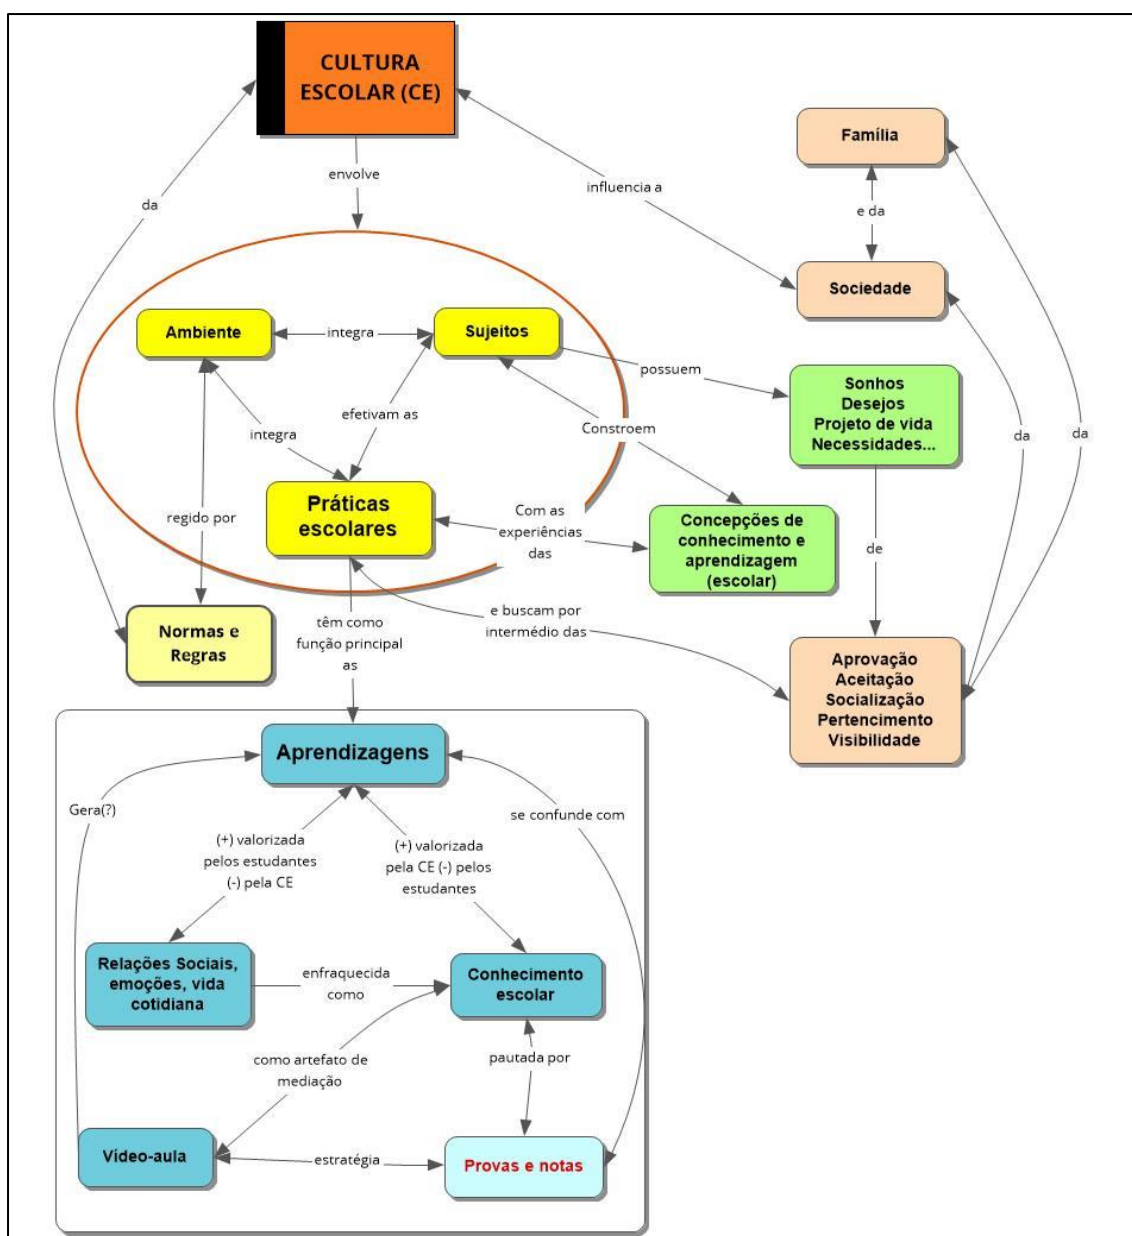 CULTURA
ESCOLAR (CE)
Família
envolve
influencia a
da
e da
Sociedade
Ambiente
integra
Sujeitos
possuem
Sonhos
Desejos
Projeto de vida
Necessidades...
efetivam as
Constroem
integra
da
da
Práticas
escolares
Com as
experiências
das
Concepções de
conhecimento e
aprendizagem
(escolar)
regido por
de
e buscam por
intermédio das
Normas e
Regras
têm como
função principal
as
Aprovação
Aceitação
Socialização
Pertencimento
Visibilidade
Aprendizagens
Gera(?)
se confunde com
(+) valorizada
pelos estudantes
(-) pela CE
(+) valorizada
pela CE (-) pelos
estudantes
Relações Sociais,
emoções, vida
cotidiana
enfraquecida
como
Conhecimento
escolar
como artefato de
mediação
pautada por
Vídeo-aula
estratégia
Provas e notas